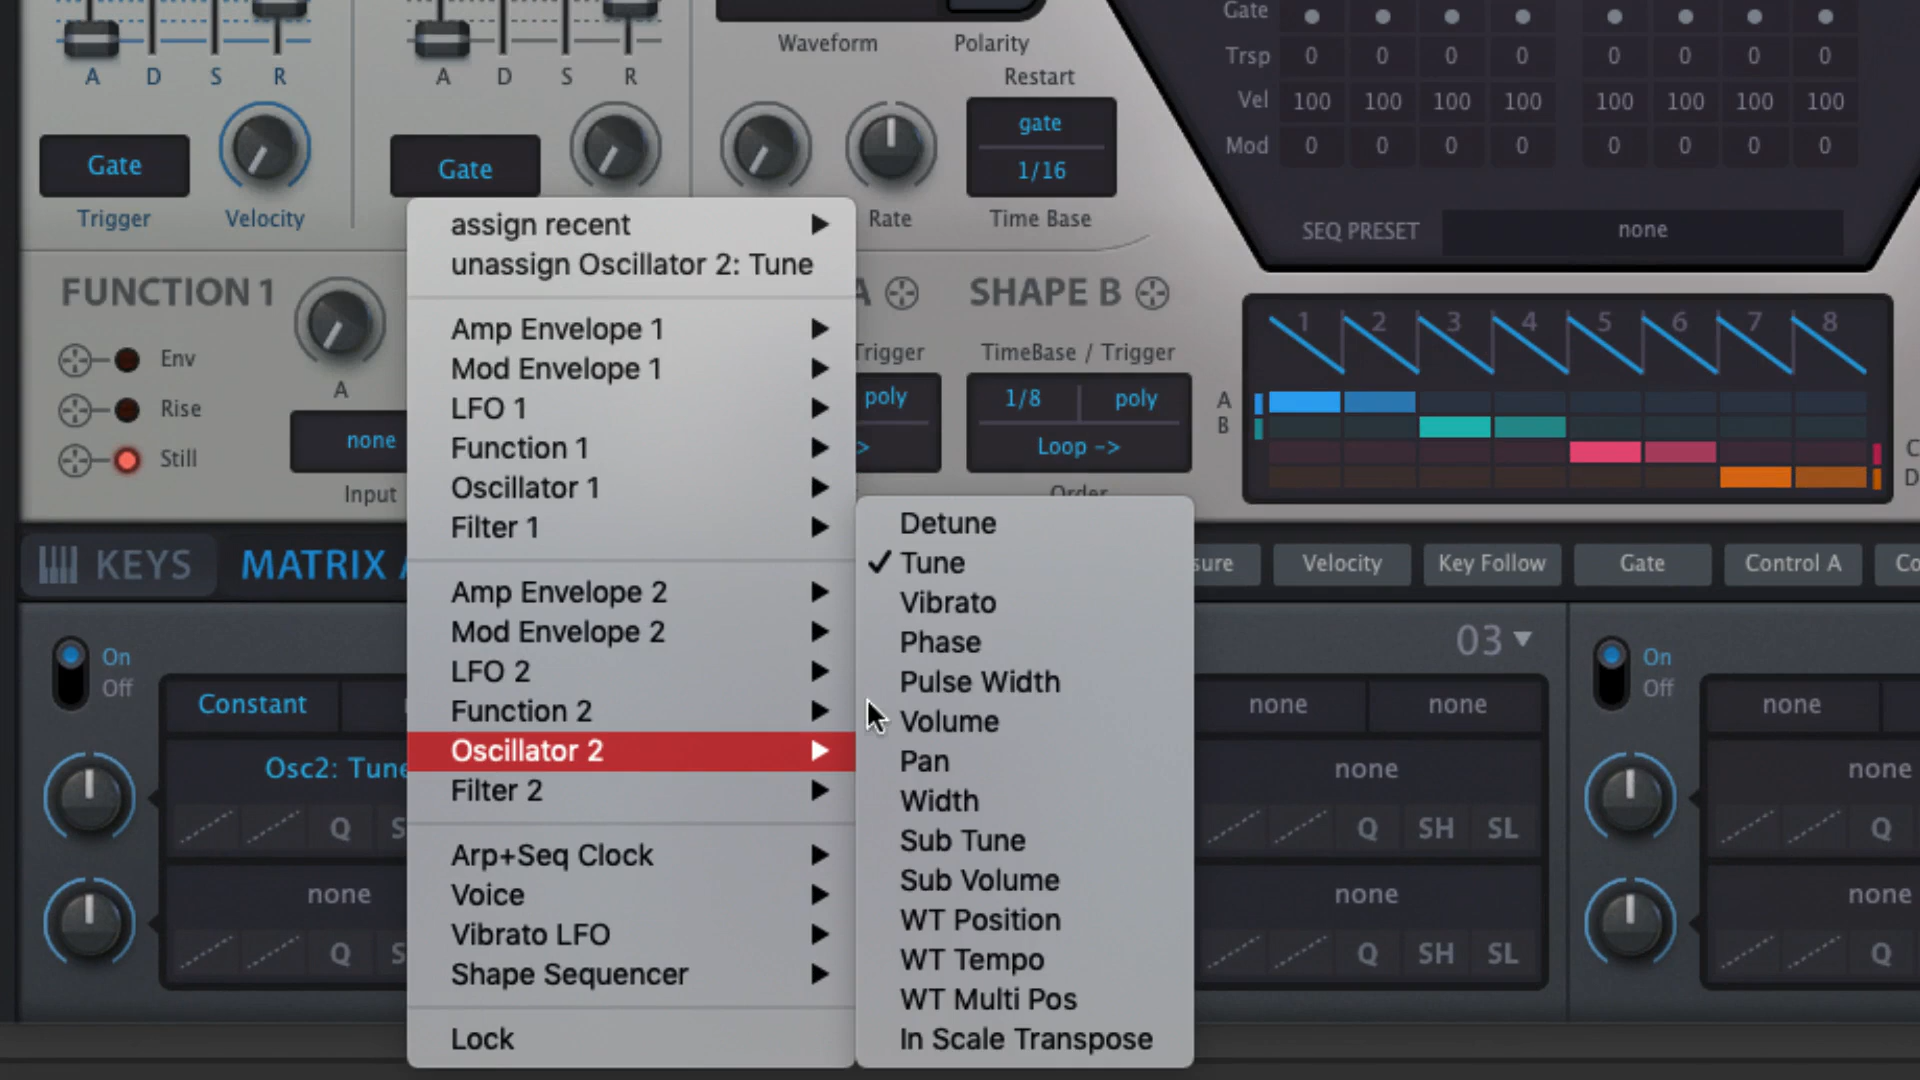 Gate
Trsp 0 0 0 0 0 0 0 0
Vel 100 100 100 100 100 100 100 100
Mod 0 0 0 0 0 0 0 0
SEQ PRESET none
A D S R
A D S R
Waveform Polarity
Restart
Gate
Trigger
Velocity
Gate
Rate
gate
1/16
Time Base
FUNCTION 1
Env
Rise
Still
A
none
Input
A
Trigger
poly
>
SHAPE B
TimeBase / Trigger
1/8 poly
Loop ->
Order
1 2 3 4 5 6 7 8
A
B
C
D
KEYS
MATRIX A
sure
Velocity
Key Follow
Gate
Control A
Co
On
Off
Constant
Osc2: Tune
Q S
none
Q S
03
none none
none
Q SH SL
none
Q SH SL
On
Off
none
none
Q
none
Q
assign recent
unassign Oscillator 2: Tune
Amp Envelope 1
Mod Envelope 1
LFO 1
Function 1
Oscillator 1
Filter 1
Amp Envelope 2
Mod Envelope 2
LFO 2
Function 2
Oscillator 2
Filter 2
Arp+Seq Clock
Voice
Vibrato LFO
Shape Sequencer
Lock
Detune
✓ Tune
Vibrato
Phase
Pulse Width
Volume
Pan
Width
Sub Tune
Sub Volume
WT Position
WT Tempo
WT Multi Pos
In Scale Transpose